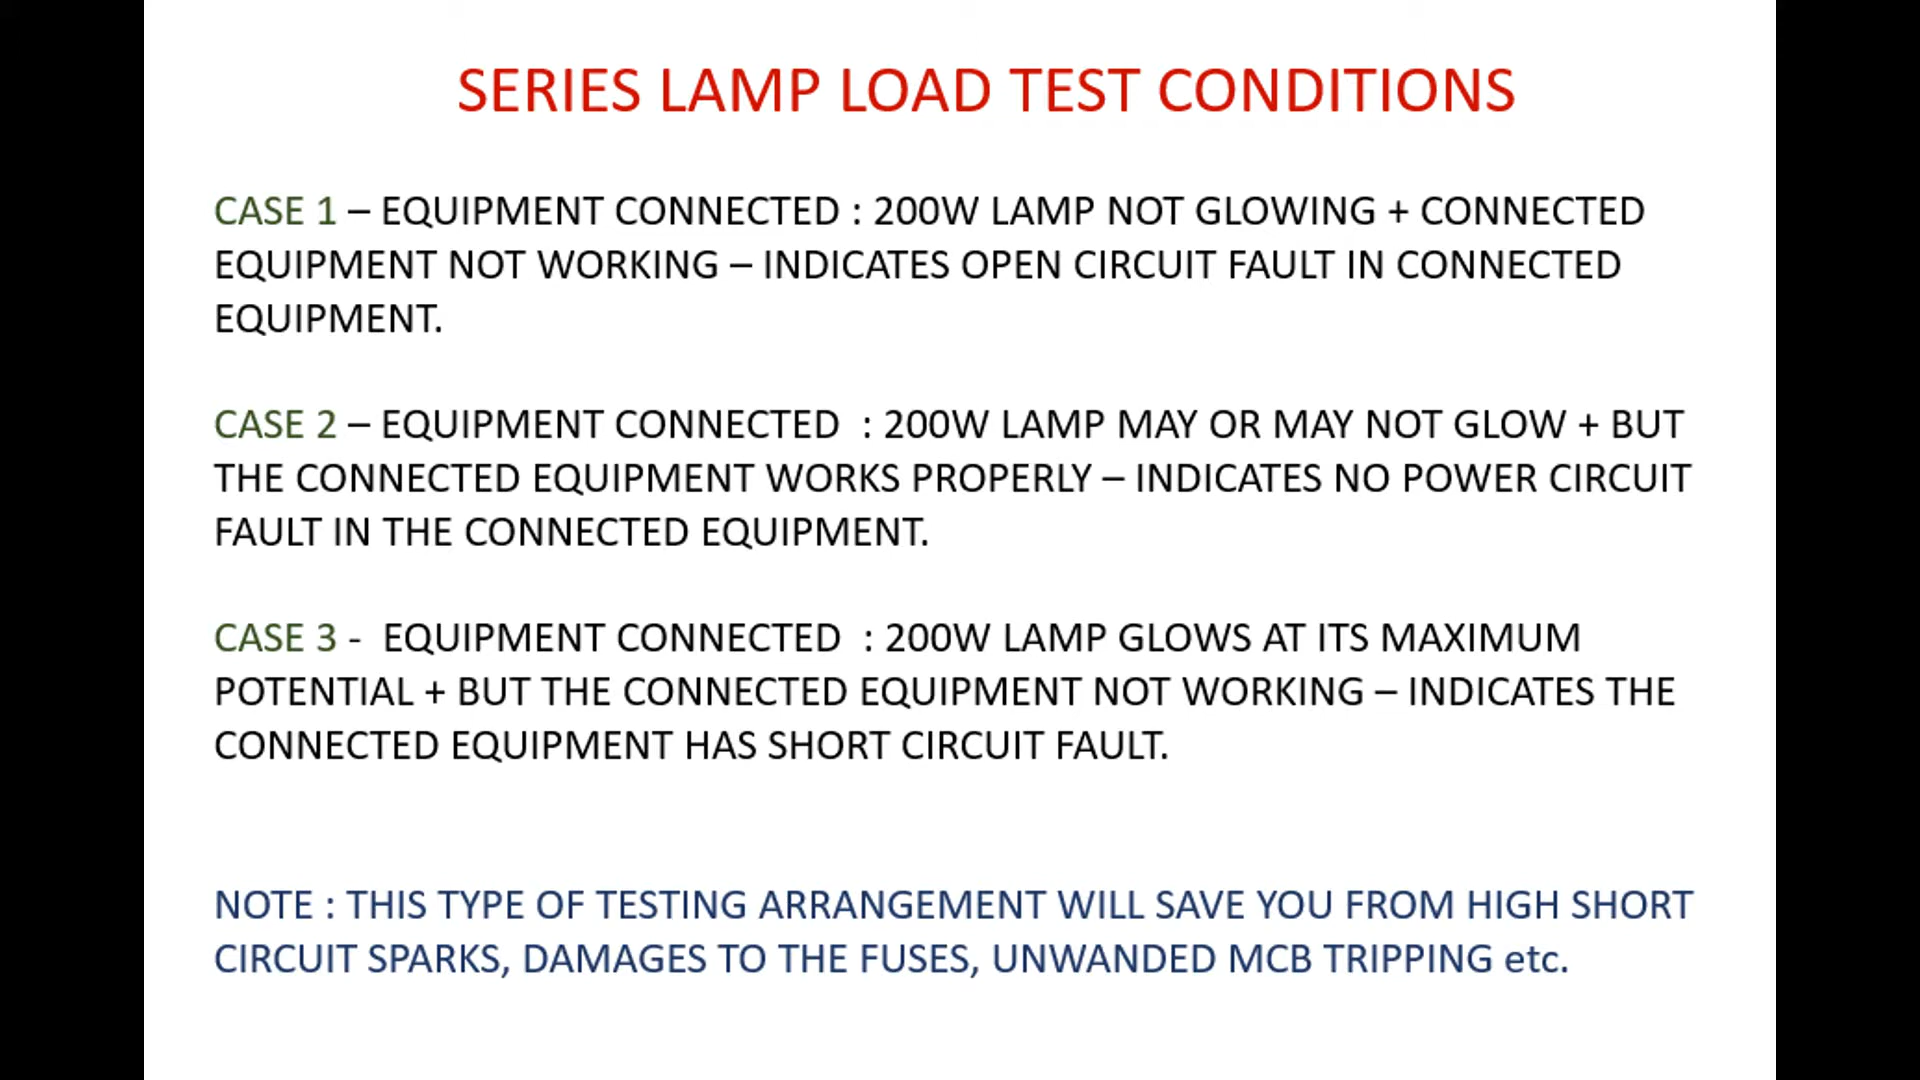 SERIES LAMP LOAD TEST CONDITIONS
CASE 1 – EQUIPMENT CONNECTED : 200W LAMP NOT GLOWING + CONNECTED
EQUIPMENT NOT WORKING – INDICATES OPEN CIRCUIT FAULT IN CONNECTED
EQUIPMENT.
CASE 2 – EQUIPMENT CONNECTED  : 200W LAMP MAY OR MAY NOT GLOW + BUT
THE CONNECTED EQUIPMENT WORKS PROPERLY – INDICATES NO POWER CIRCUIT
FAULT IN THE CONNECTED EQUIPMENT.
CASE 3 -  EQUIPMENT CONNECTED  : 200W LAMP GLOWS AT ITS MAXIMUM
POTENTIAL + BUT THE CONNECTED EQUIPMENT NOT WORKING – INDICATES THE
CONNECTED EQUIPMENT HAS SHORT CIRCUIT FAULT.
NOTE : THIS TYPE OF TESTING ARRANGEMENT WILL SAVE YOU FROM HIGH SHORT
CIRCUIT SPARKS, DAMAGES TO THE FUSES, UNWANDED MCB TRIPPING etc.